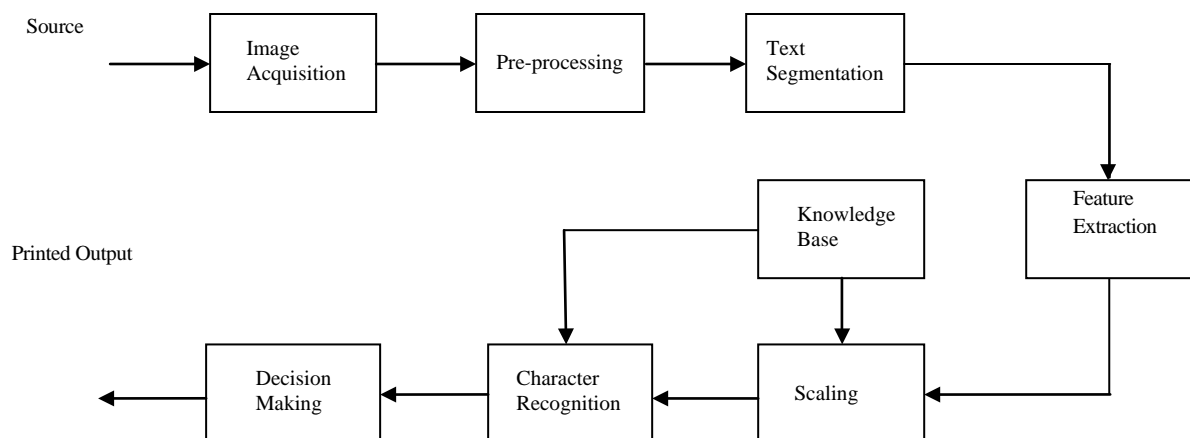 Source
Image
Acquisition
Pre-processing
Text
Segmentation
Knowledge
Base
Feature
Extraction
Printed Output
Decision
Making
Character
Recognition
Scaling